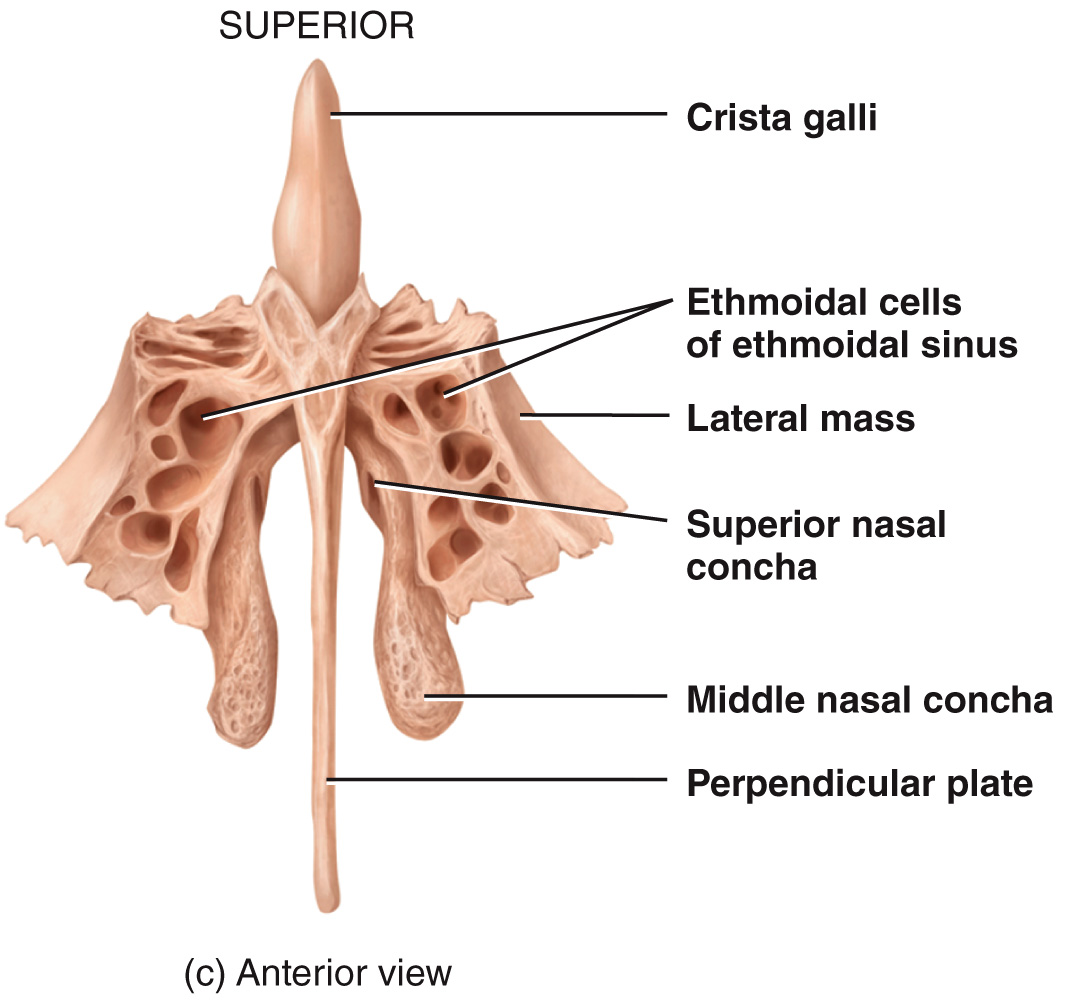 SUPERIOR
Crista galli
Ethmoidal cells
of ethmoidal sinus
Lateral mass
Superior nasal
concha
Middle nasal concha
Perpendicular plate
(c) Anterior view